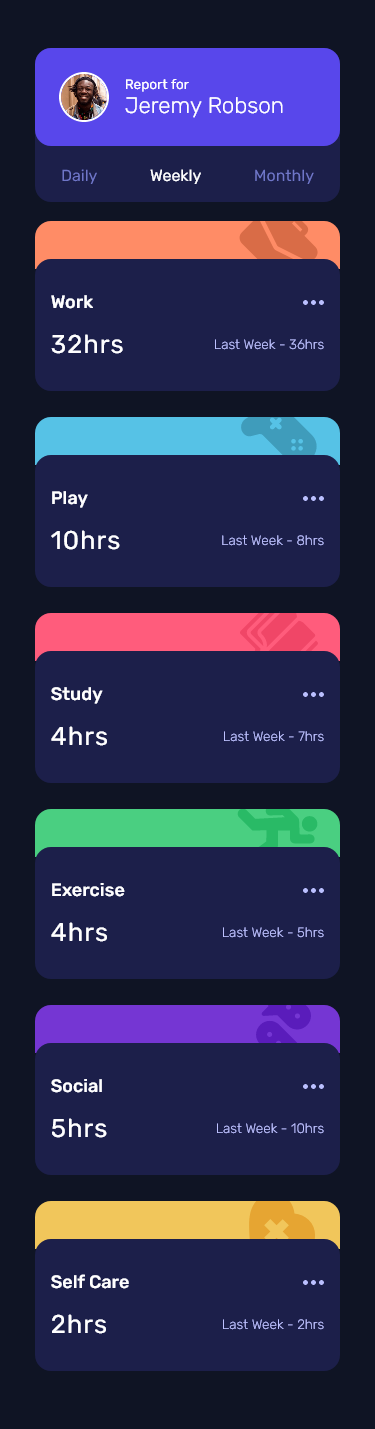 Report for
Jeremy Robson
Daily Weekly Monthly
Work
32hrs Last Week - 36hrs
Play
10hrs Last Week - 8hrs
Study
4hrs Last Week - 7hrs
Exercise
4hrs Last Week - 5hrs
Social
5hrs Last Week - 10hrs
Self Care
2hrs Last Week - 2hrs